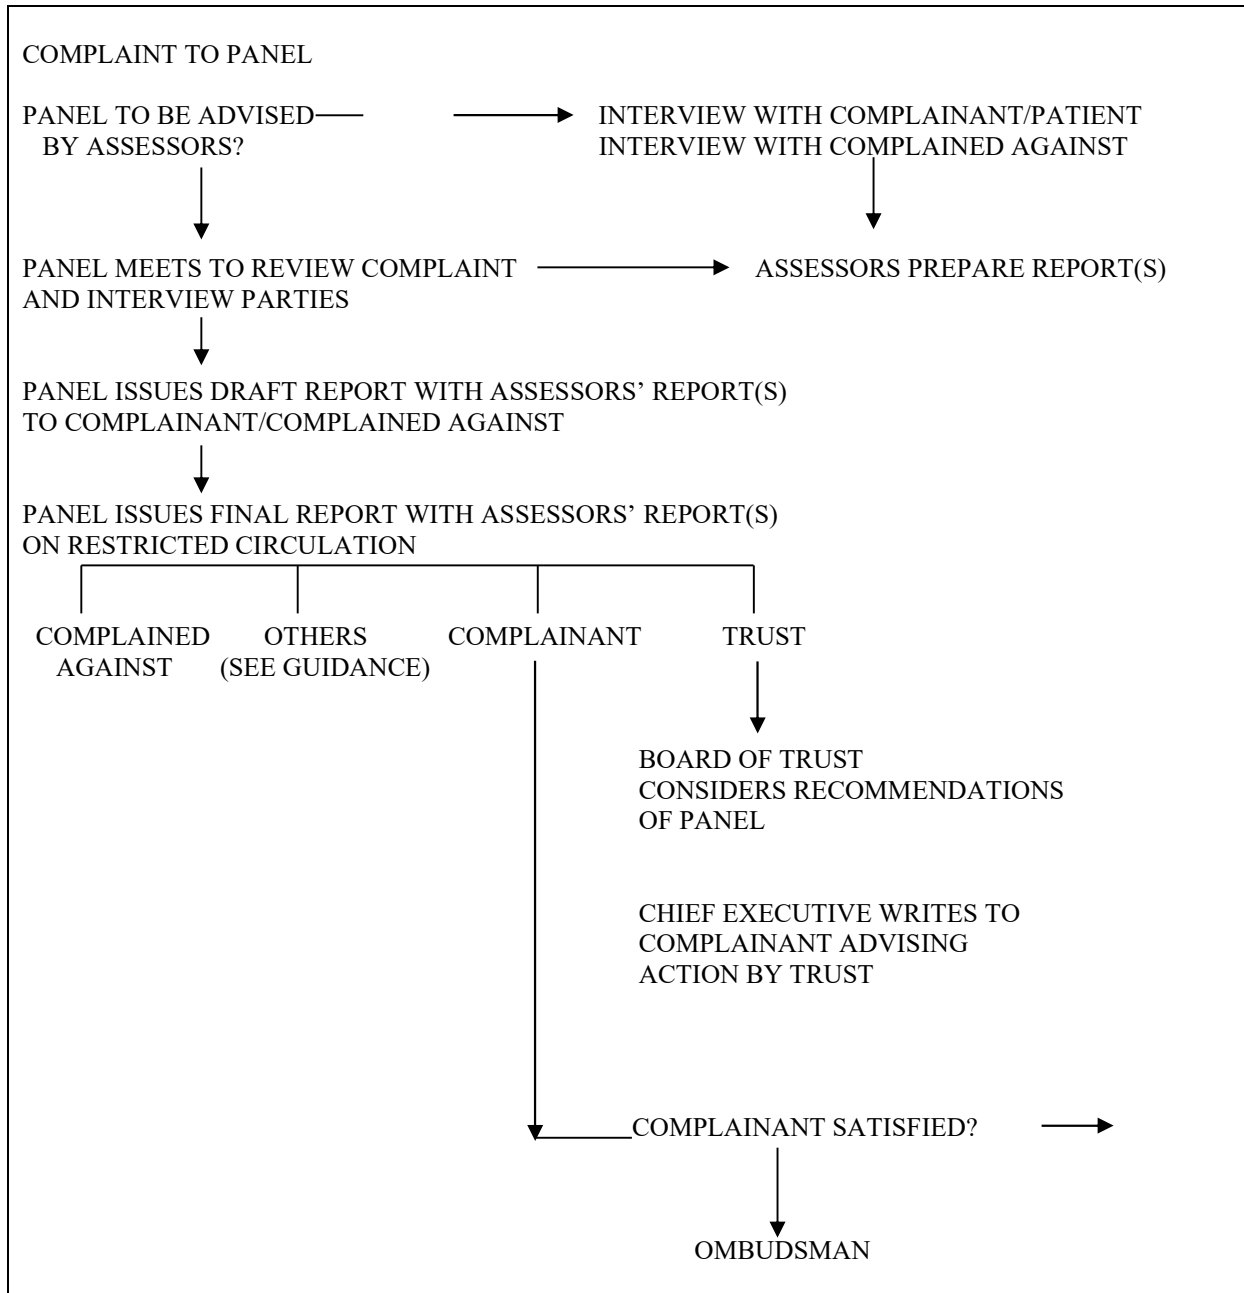 COMPLAINT TO PANEL
PANEL TO BE ADVISED
BY ASSESSORS?
INTERVIEW WITH COMPLAINANT/PATIENT
INTERVIEW WITH COMPLAINED AGAINST
PANEL MEETS TO REVIEW COMPLAINT
AND INTERVIEW PARTIES
ASSESSORS PREPARE REPORT(S)
PANEL ISSUES DRAFT REPORT WITH ASSESSORS’ REPORT(S)
TO COMPLAINANT/COMPLAINED AGAINST
PANEL ISSUES FINAL REPORT WITH ASSESSORS’ REPORT(S)
ON RESTRICTED CIRCULATION
COMPLAINED
AGAINST
OTHERS
(SEE GUIDANCE)
COMPLAINANT
TRUST
BOARD OF TRUST
CONSIDERS RECOMMENDATIONS
OF PANEL
CHIEF EXECUTIVE WRITES TO
COMPLAINANT ADVISING
ACTION BY TRUST
COMPLAINANT SATISFIED?
OMBUDSMAN